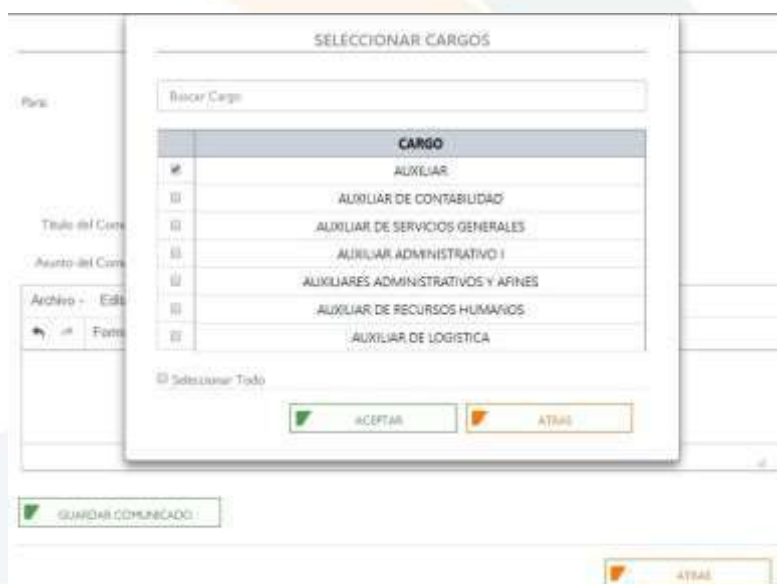 SELECCIONAR CARGOS
Buscar Cargo
Para:
CARGO
AUXILIAR
AUXILIAR DE CONTABILIDAD
AUXILIAR DE SERVICIOS GENERALES
AUXILIAR ADMINISTRATIVO I
AUXILIARES ADMINISTRATIVOS Y AFINES
AUXILIAR DE RECURSOS HUMANOS
AUXILIAR DE LOGISTICA
Titulo del Com
Asunto del Com
Archivo
Seleccionar Todo
ACEPTAR
ATRAS
GUARDAR COMUNICADO
ATRAS